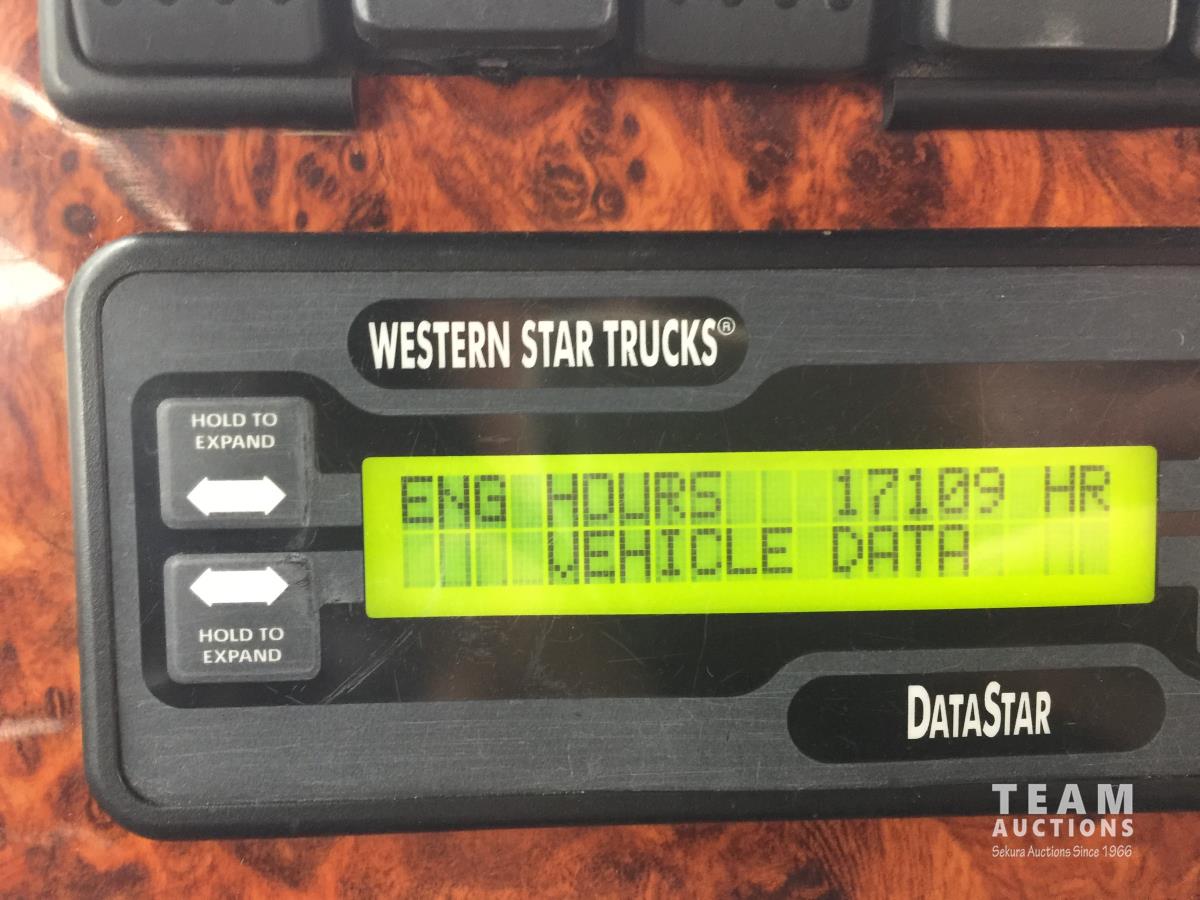 WESTERN STAR TRUCKS®
HOLD TO
EXPAND
ENG HOURS 17109 HR
VEHICLE DATA
HOLD TO
EXPAND
DATASTAR
TEAM
AUCTIONS
Sekura Auctions Since 1966